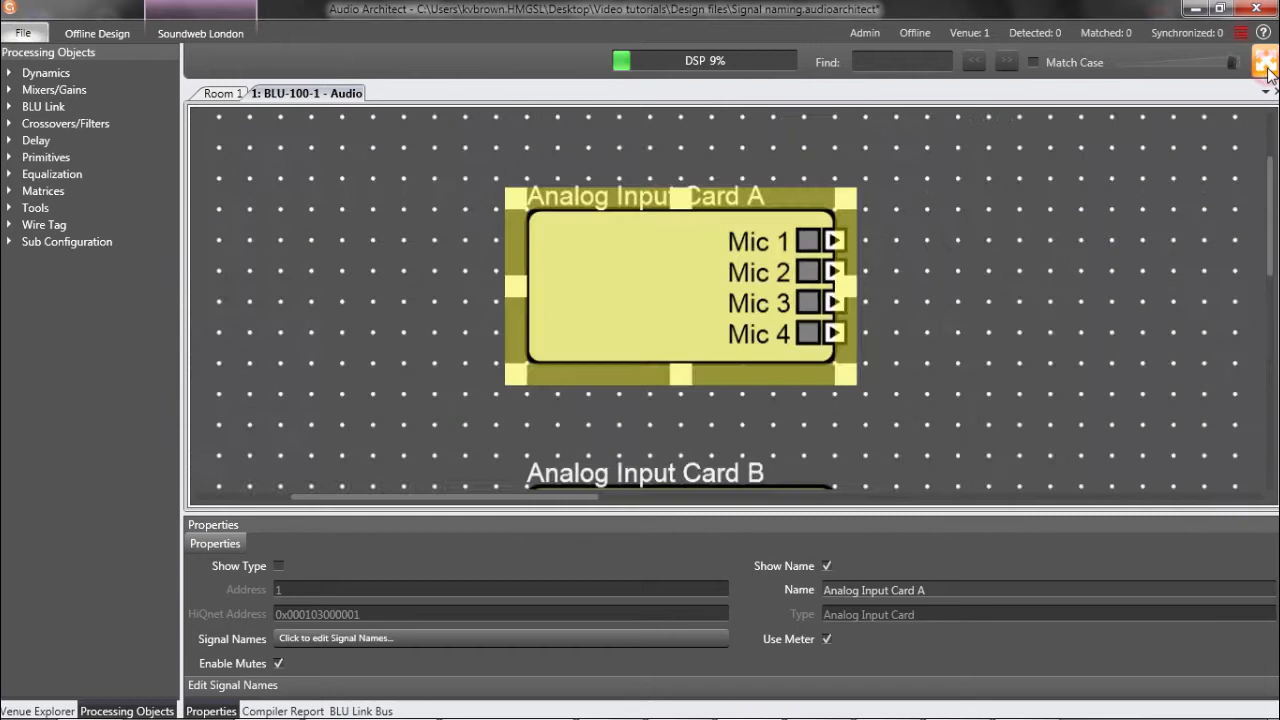 Audio Architect - C:\Users\kvbrown.HMGSL\Desktop\Video tutorials\Design files\Signal naming.audioarchitect*
File Offline Design Soundweb London Admin Offline Venue: 1 Detected: 0 Matched: 0 Synchronized: 0
Processing Objects
DSP 9% Find: << >> Match Case
Dynamics
Mixers/Gains
BLU Link
Crossovers/Filters
Delay
Primitives
Equalization
Matrices
Tools
Wire Tag
Sub Configuration
Room 1 1: BLU-100-1 - Audio
Analog Input Card A
Mic 1
Mic 2
Mic 3
Mic 4
Analog Input Card B
Properties
Properties
Show Type Show Name
Address 1 Name Analog Input Card A
HiQnet Address 0x000103000001 Type Analog Input Card
Signal Names Click to edit Signal Names... Use Meter
Enable Mutes
Edit Signal Names
Venue Explorer Processing Objects Properties Compiler Report BLU Link Bus